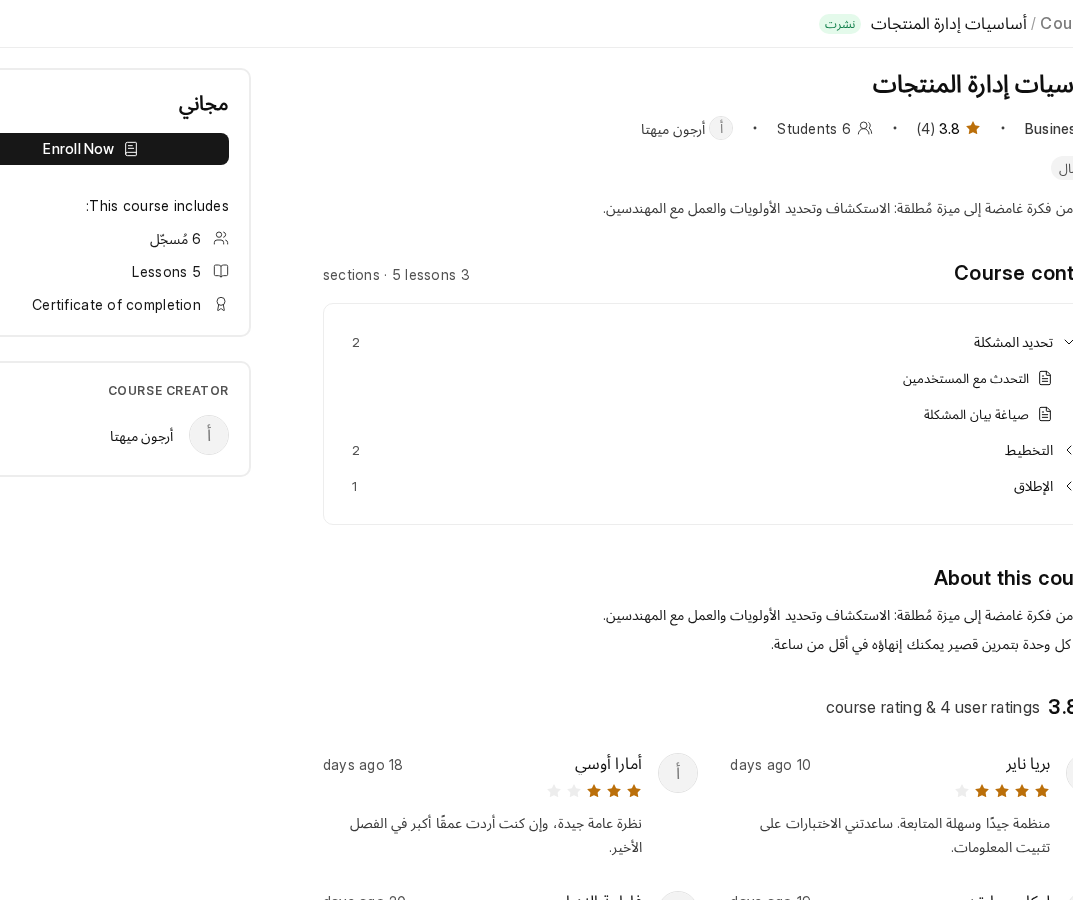 أساسيات إدارة المنتجات نشرت
إدارة المنتجات
(4) 3.8
6 Students
أرجون ميهتا
من فكرة غامضة إلى ميزة مُطلقة: الاستكشاف وتحديد الأولويات والعمل مع المهندسين.
Course
3 sections · 5 lessons
تحديد المشكلة 2
التحدث مع المستخدمين
صياغة بيان المشكلة
التخطيط 2
الإطلاق 1
About this
من فكرة غامضة إلى ميزة مُطلقة: الاستكشاف وتحديد الأولويات والعمل مع المهندسين.
كل وحدة بتمرين قصير يمكنك إنهاؤه في أقل من ساعة.
3.8 course rating & 4 user ratings
بريا ناير
10 days ago
منظمة جيدًا وسهلة المتابعة. ساعدتني الاختبارات على
تثبيت المعلومات.
أ
أمارا أوسي
18 days ago
نظرة عامة جيدة، وإن كنت أردت عمقًا أكبر في الفصل
الأخير.
مجاني
Enroll Now
This course includes:
6 مُسجّل
5 Lessons
Certificate of completion
COURSE CREATOR
أ
أرجون ميهتا